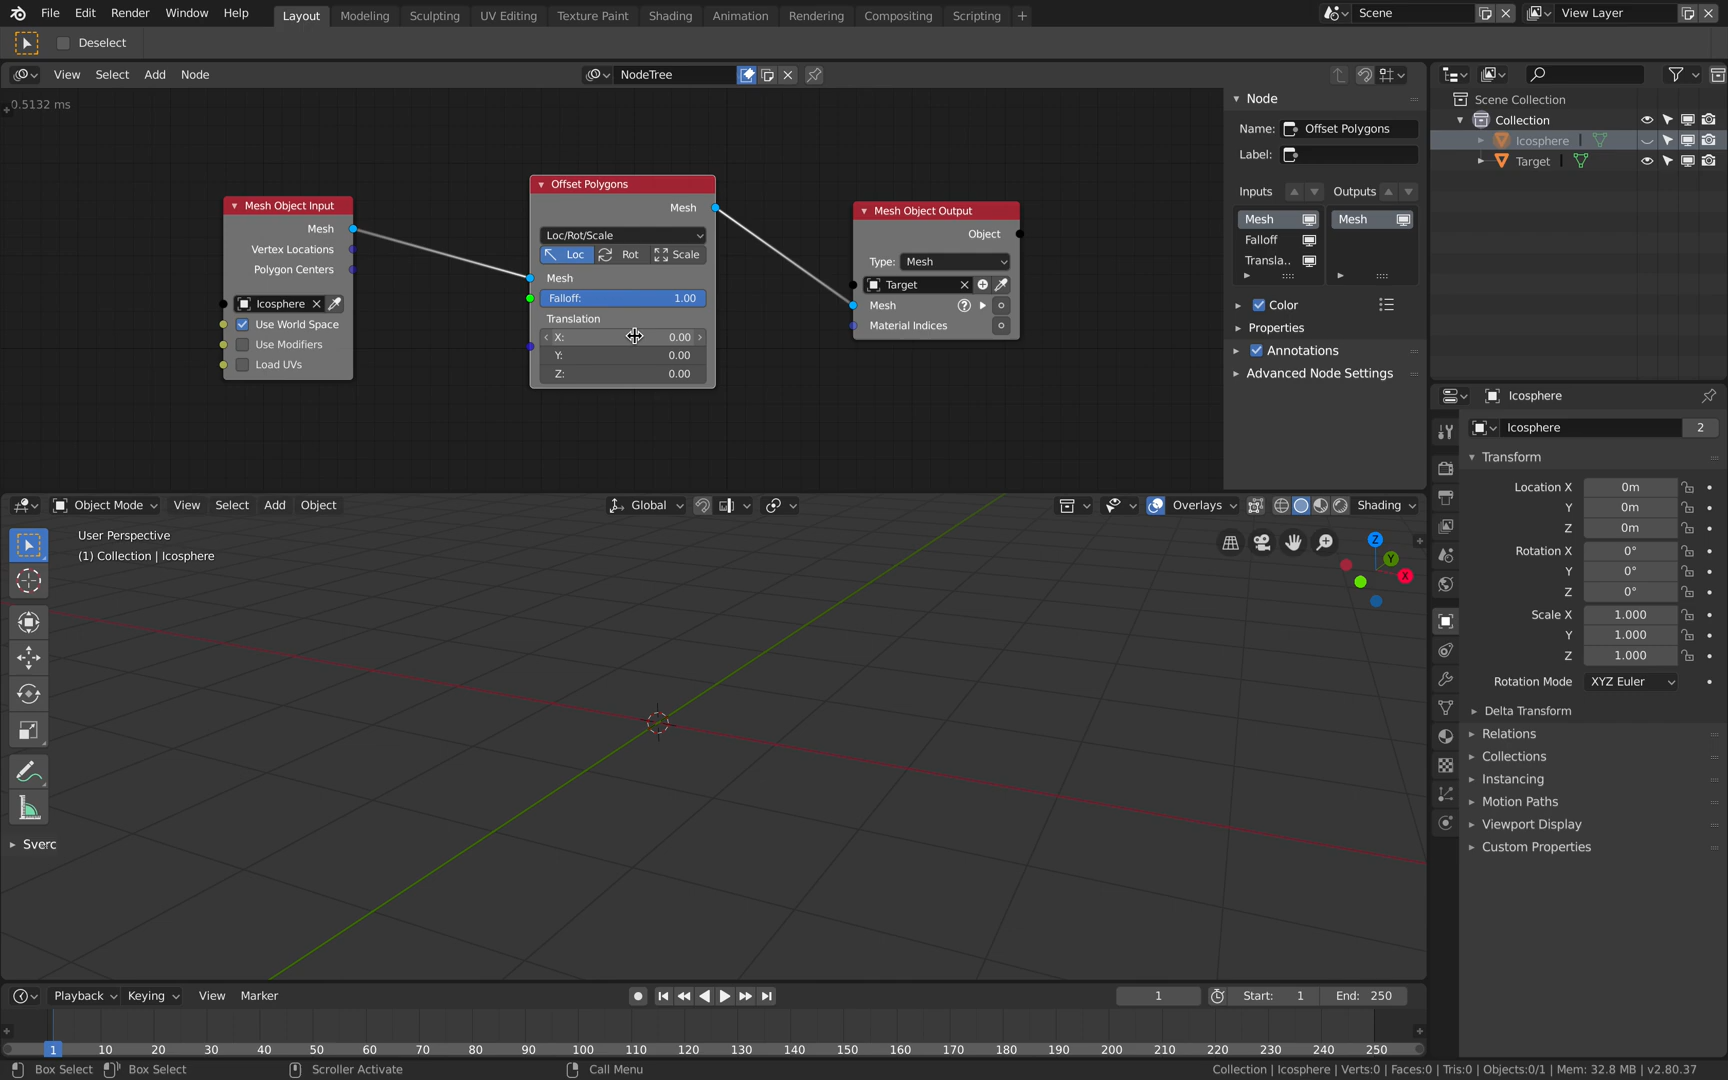 File Edit Render Window Help Layout Modeling Sculpting UV Editing Texture Paint Shading Animation Rendering Compositing Scripting + Scene View Layer
Deselect
View Select Add Node NodeTree
0.5132 ms
Mesh Object Input
Mesh
Vertex Locations
Polygon Centers
Icosphere
Use World Space
Use Modifiers
Load UVs
Offset Polygons
Mesh
Loc/Rot/Scale
Loc Rot Scale
Mesh
Falloff: 1.00
Translation
X: 0.00
Y: 0.00
Z: 0.00
Mesh Object Output
Object
Type: Mesh
Target
Mesh
Material Indices
Node
Name: Offset Polygons
Label:
Inputs Outputs
Mesh Mesh
Falloff
Transla..
Color
Properties
Annotations
Advanced Node Settings
Scene Collection
Collection
Icosphere
Target
Icosphere
Icosphere 2
Transform
Location X 0m
Y 0m
Z 0m
Rotation X 0°
Y 0°
Z 0°
Scale X 1.000
Y 1.000
Z 1.000
Rotation Mode XYZ Euler
Delta Transform
Relations
Collections
Instancing
Motion Paths
Viewport Display
Custom Properties
Object Mode View Select Add Object Global Overlays Shading
User Perspective
(1) Collection | Icosphere
Z
Y
X
Sverc
Playback Keying View Marker 1 Start: 1 End: 250
1 10 20 30 40 50 60 70 80 90 100 110 120 130 140 150 160 170 180 190 200 210 220 230 240 250
Box Select Box Select Scroller Activate Call Menu Collection | Icosphere | Verts:0 | Faces:0 | Tris:0 | Objects:0/1 | Mem: 32.8 MB | v2.80.37